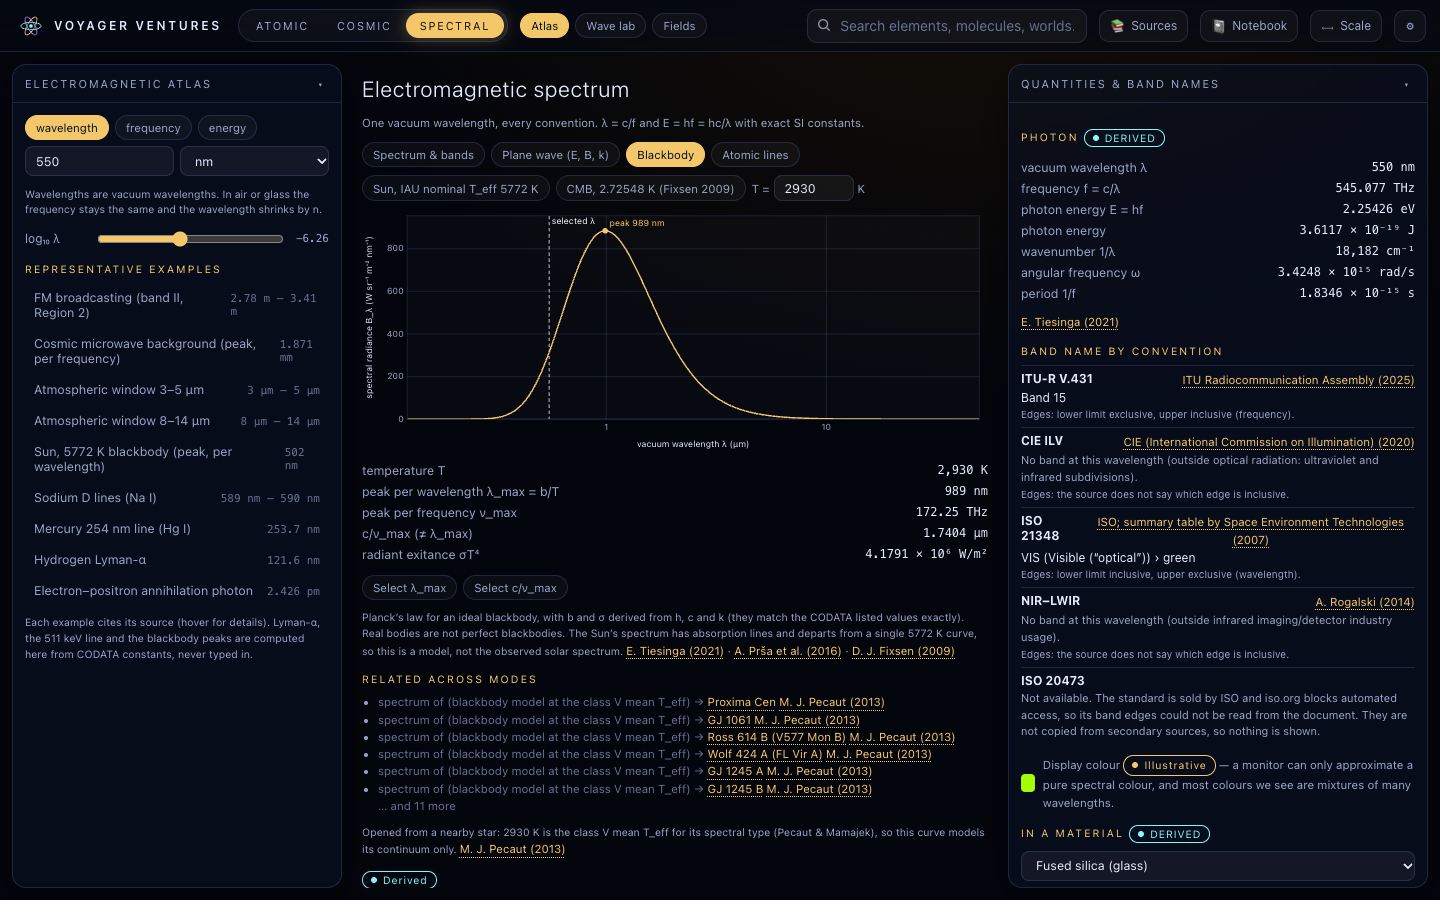 VOYAGER VENTURES
ATOMIC COSMIC SPECTRAL
Atlas Wave lab Fields
Search elements, molecules, worlds.
Sources Notebook Scale
ELECTROMAGNETIC ATLAS
wavelength frequency energy
550 nm
Wavelengths are vacuum wavelengths. In air or glass the
frequency stays the same and the wavelength shrinks by n.
log₁₀ λ −6.26
REPRESENTATIVE EXAMPLES
FM broadcasting (band II, Region 2) 2.78 m – 3.41 m
Cosmic microwave background (peak, per frequency) 1.871 mm
Atmospheric window 3–5 µm 3 µm – 5 µm
Atmospheric window 8–14 µm 8 µm – 14 µm
Sun, 5772 K blackbody (peak, per wavelength) 502 nm
Sodium D lines (Na I) 589 nm – 590 nm
Mercury 254 nm line (Hg I) 253.7 nm
Hydrogen Lyman-α 121.6 nm
Electron–positron annihilation photon 2.426 pm
Each example cites its source (hover for details). Lyman-α,
the 511 keV line and the blackbody peaks are computed
here from CODATA constants, never typed in.
Electromagnetic spectrum
One vacuum wavelength, every convention. λ = c/f and E = hf = hc/λ with exact SI constants.
Spectrum & bands Plane wave (E, B, k) Blackbody Atomic lines
Sun, IAU nominal T_eff 5772 K CMB, 2.72548 K (Fixsen 2009) T = 2930 K
selected λ peak 989 nm
spectral radiance B_λ (W sr⁻¹ m⁻² nm⁻¹)
800
600
400
200
0
1 10
vacuum wavelength λ (µm)
temperature T 2,930 K
peak per wavelength λ_max = b/T 989 nm
peak per frequency ν_max 172.25 THz
c/ν_max (≠ λ_max) 1.7404 µm
radiant exitance σT⁴ 4.1791 × 10⁶ W/m²
Select λ_max Select c/ν_max
Planck's law for an ideal blackbody, with b and σ derived from h, c and k (they match the CODATA listed values exactly).
Real bodies are not perfect blackbodies. The Sun's spectrum has absorption lines and departs from a single 5772 K curve,
so this is a model, not the observed solar spectrum. E. Tiesinga (2021) · A. Prša et al. (2016) · D. J. Fixsen (2009)
RELATED ACROSS MODES
• spectrum of (blackbody model at the class V mean T_eff) → Proxima Cen M. J. Pecaut (2013)
• spectrum of (blackbody model at the class V mean T_eff) → GJ 1061 M. J. Pecaut (2013)
• spectrum of (blackbody model at the class V mean T_eff) → Ross 614 B (V577 Mon B) M. J. Pecaut (2013)
• spectrum of (blackbody model at the class V mean T_eff) → Wolf 424 A (FL Vir A) M. J. Pecaut (2013)
• spectrum of (blackbody model at the class V mean T_eff) → GJ 1245 A M. J. Pecaut (2013)
• spectrum of (blackbody model at the class V mean T_eff) → GJ 1245 B M. J. Pecaut (2013)
... and 11 more
Opened from a nearby star: 2930 K is the class V mean T_eff for its spectral type (Pecaut & Mamajek), so this curve models
its continuum only. M. J. Pecaut (2013)
Derived
QUANTITIES & BAND NAMES
PHOTON DERIVED
vacuum wavelength λ 550 nm
frequency f = c/λ 545.077 THz
photon energy E = hf 2.25426 eV
photon energy 3.6117 × 10⁻¹⁹ J
wavenumber 1/λ 18,182 cm⁻¹
angular frequency ω 3.4248 × 10¹⁵ rad/s
period 1/f 1.8346 × 10⁻¹⁵ s
E. Tiesinga (2021)
BAND NAME BY CONVENTION
ITU-R V.431 ITU Radiocommunication Assembly (2025)
Band 15
Edges: lower limit exclusive, upper inclusive (frequency).
CIE ILV CIE (International Commission on Illumination) (2020)
No band at this wavelength (outside optical radiation: ultraviolet and
infrared subdivisions).
Edges: the source does not say which edge is inclusive.
ISO 21348 ISO; summary table by Space Environment Technologies (2007)
VIS (Visible (“optical”)) › green
Edges: lower limit inclusive, upper exclusive (wavelength).
NIR–LWIR A. Rogalski (2014)
No band at this wavelength (outside infrared imaging/detector industry
usage).
Edges: the source does not say which edge is inclusive.
ISO 20473
Not available. The standard is sold by ISO and iso.org blocks automated
access, so its band edges could not be read from the document. They are
not copied from secondary sources, so nothing is shown.
Display colour Illustrative — a monitor can only approximate a
pure spectral colour, and most colours we see are mixtures of many
wavelengths.
IN A MATERIAL DERIVED
Fused silica (glass)